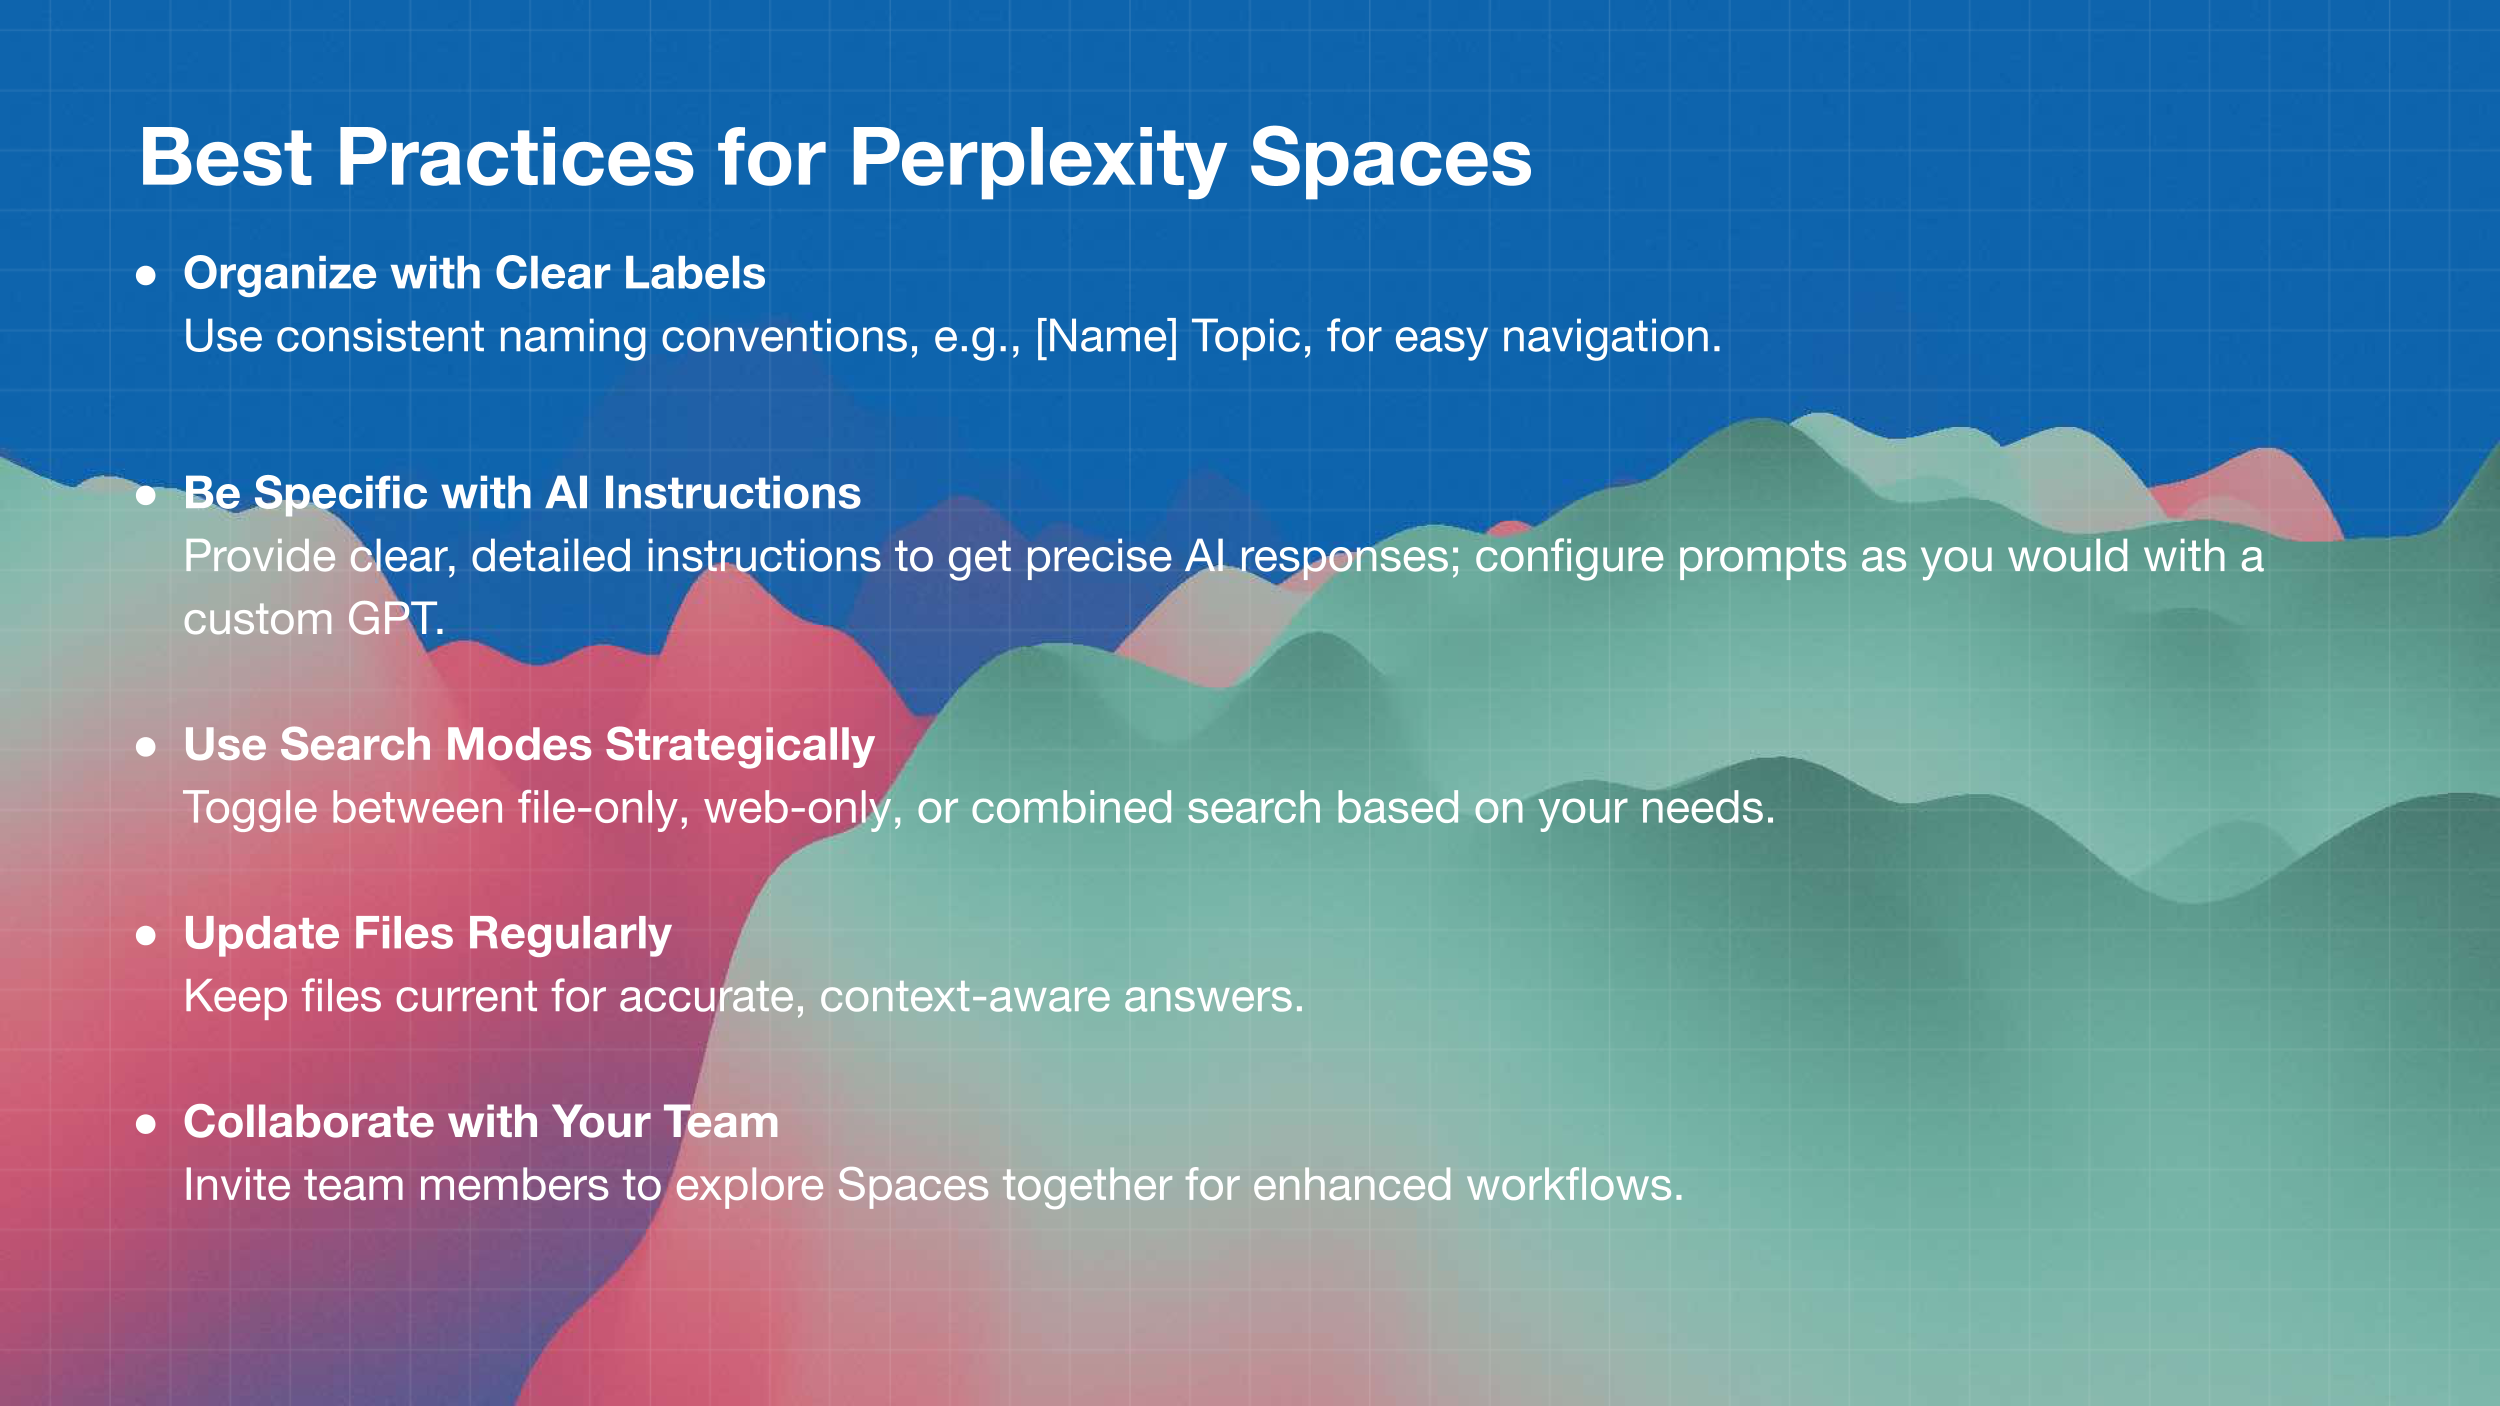 Best Practices for Perplexity Spaces
● Organize with Clear Labels
Use consistent naming conventions, e.g., [Name] Topic, for easy navigation.
● Be Specific with AI Instructions
Provide clear, detailed instructions to get precise AI responses; configure prompts as you would with a
custom GPT.
● Use Search Modes Strategically
Toggle between file-only, web-only, or combined search based on your needs.
● Update Files Regularly
Keep files current for accurate, context-aware answers.
● Collaborate with Your Team
Invite team members to explore Spaces together for enhanced workflows.